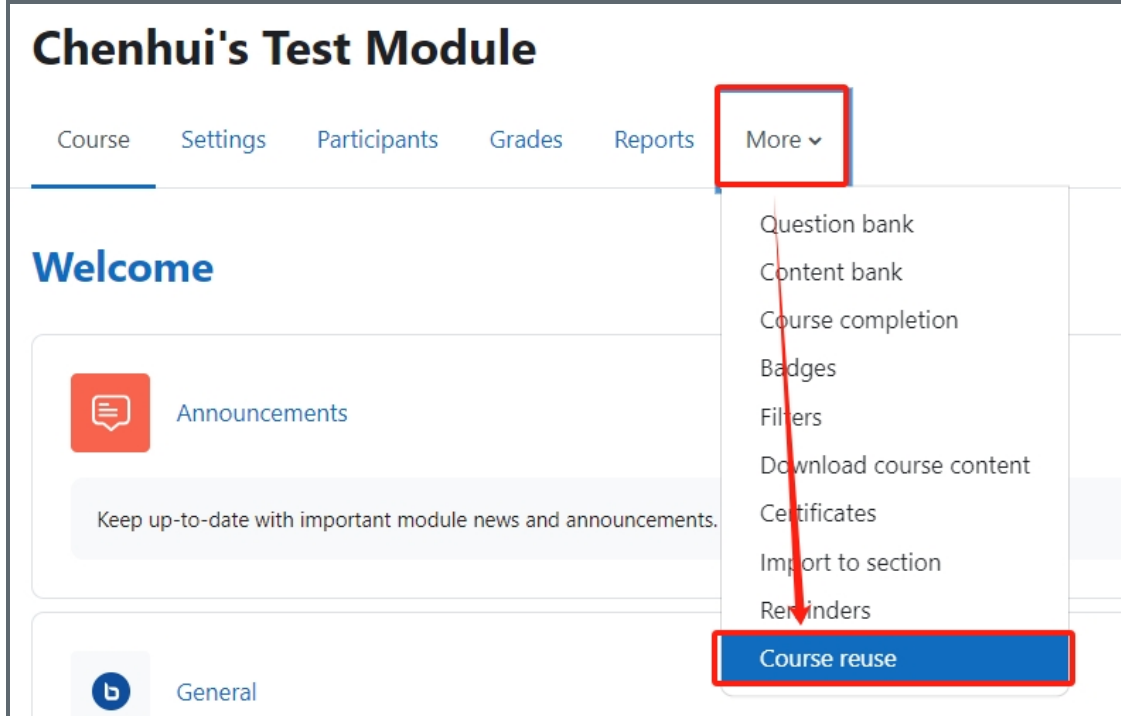 Chenhui's Test Module
Course Settings Participants Grades Reports More
Question bank
Welcome
Content bank
Course completion
Badges
Announcements
Filters
Download course content
Keep up-to-date with important module news and announcements.
Certificates
Import to section
Reminders
Course reuse
b
General